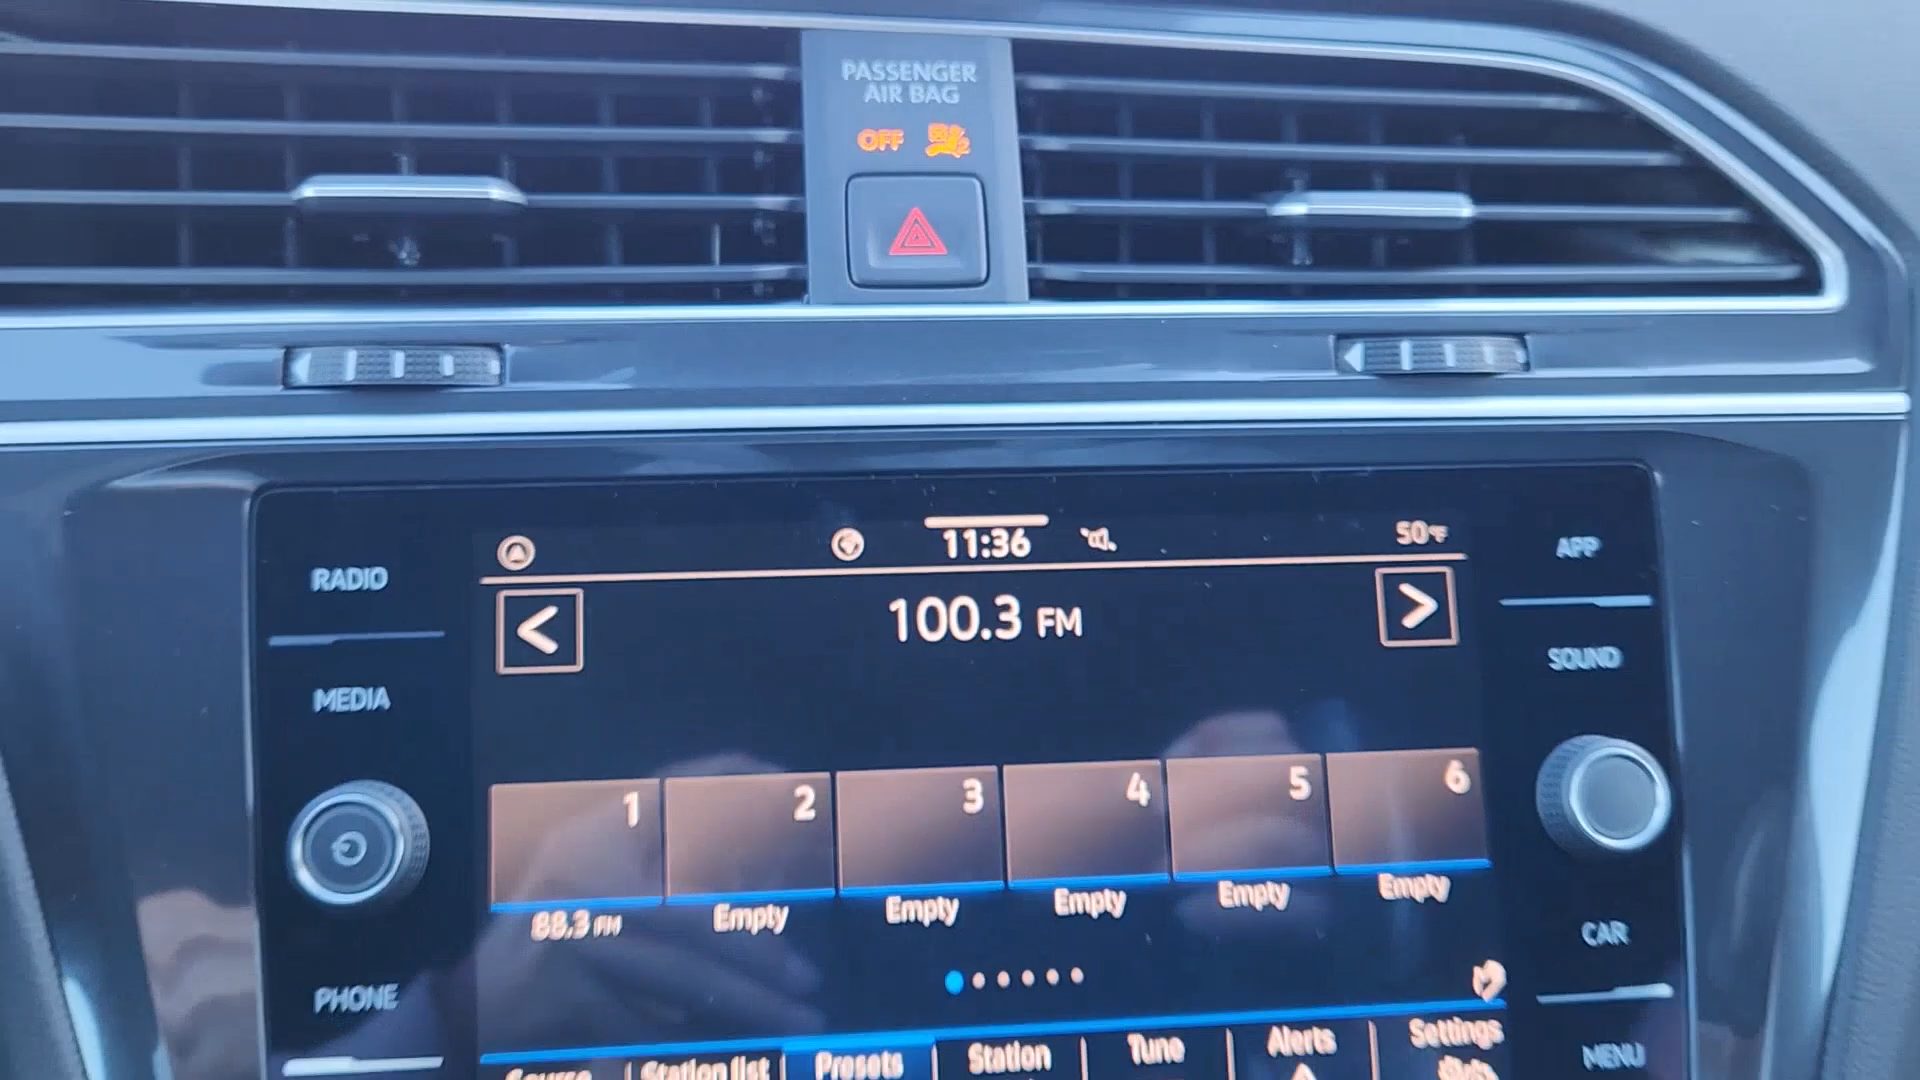 PASSENGER
AIR BAG
OFF
11:36
50°F
RADIO
APP
100.3 FM
MEDIA
SOUND
1 2 3 4 5 6
88.3 FM Empty Empty Empty Empty Empty
CAR
PHONE
Source Station list Presets Station Tune Alerts Settings
MENU